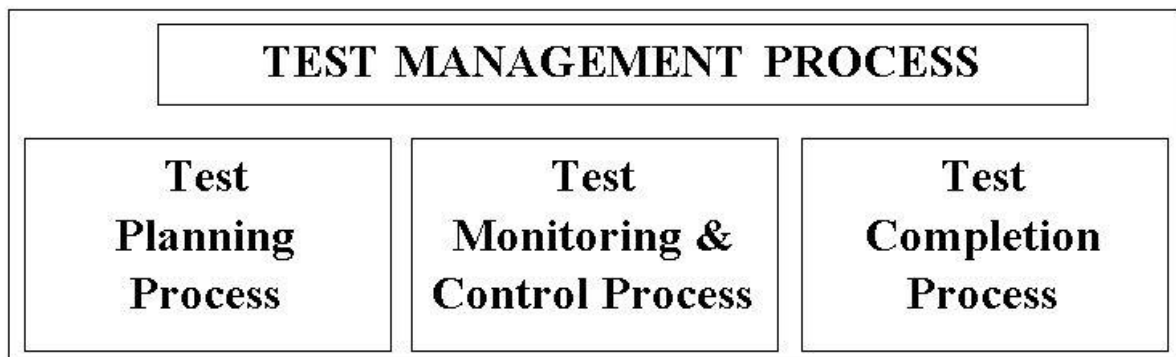 TEST MANAGEMENT PROCESS
Test
Planning
Process
Test
Monitoring &
Control Process
Test
Completion
Process